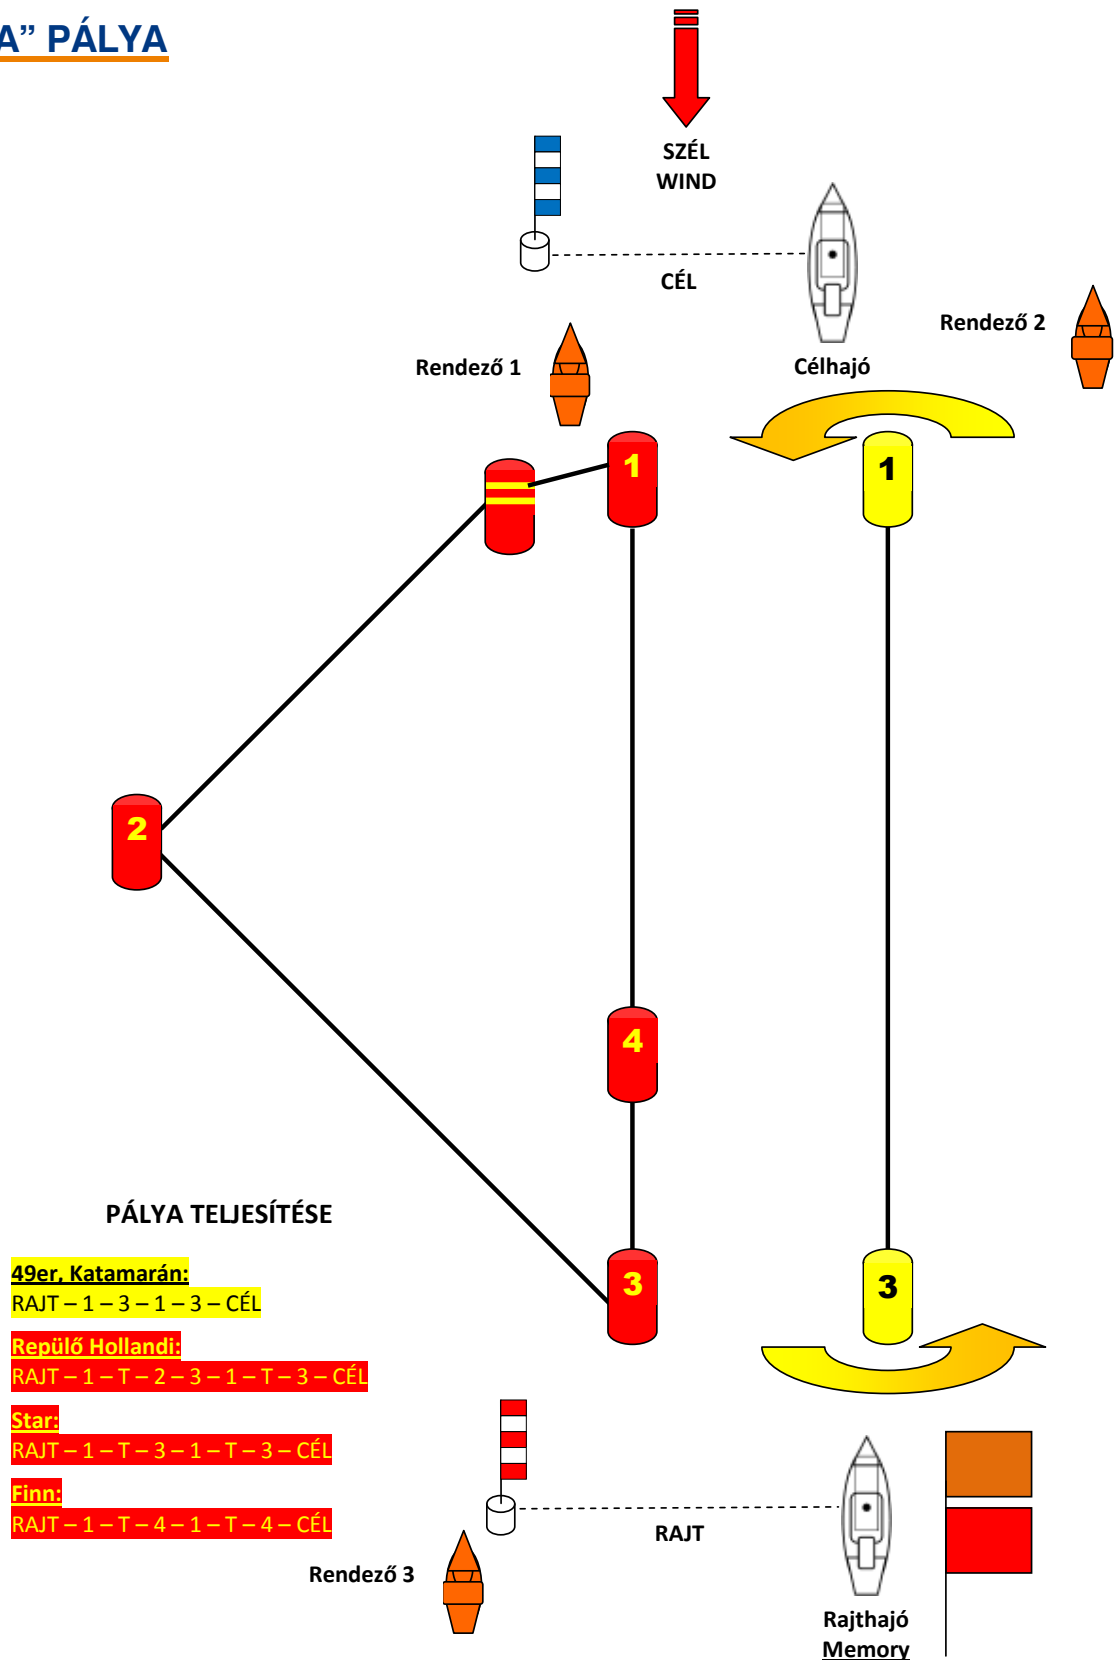 A” PÁLYA
SZÉL
WIND
CÉL
Rendező 2
Rendező 1
Célhajó
1
1
2
4
PÁLYA TELJESÍTÉSE
49er, Katamarán:
RAJT – 1 – 3 – 1 – 3 – CÉL
3
3
Repülő Hollandi:
RAJT – 1 – T – 2 – 3 – 1 – T – 3 – CÉL
Star:
RAJT – 1 – T – 3 – 1 – T – 3 – CÉL
Finn:
RAJT – 1 – T – 4 – 1 – T – 4 – CÉL
RAJT
Rendező 3
Rajthajó
Memory